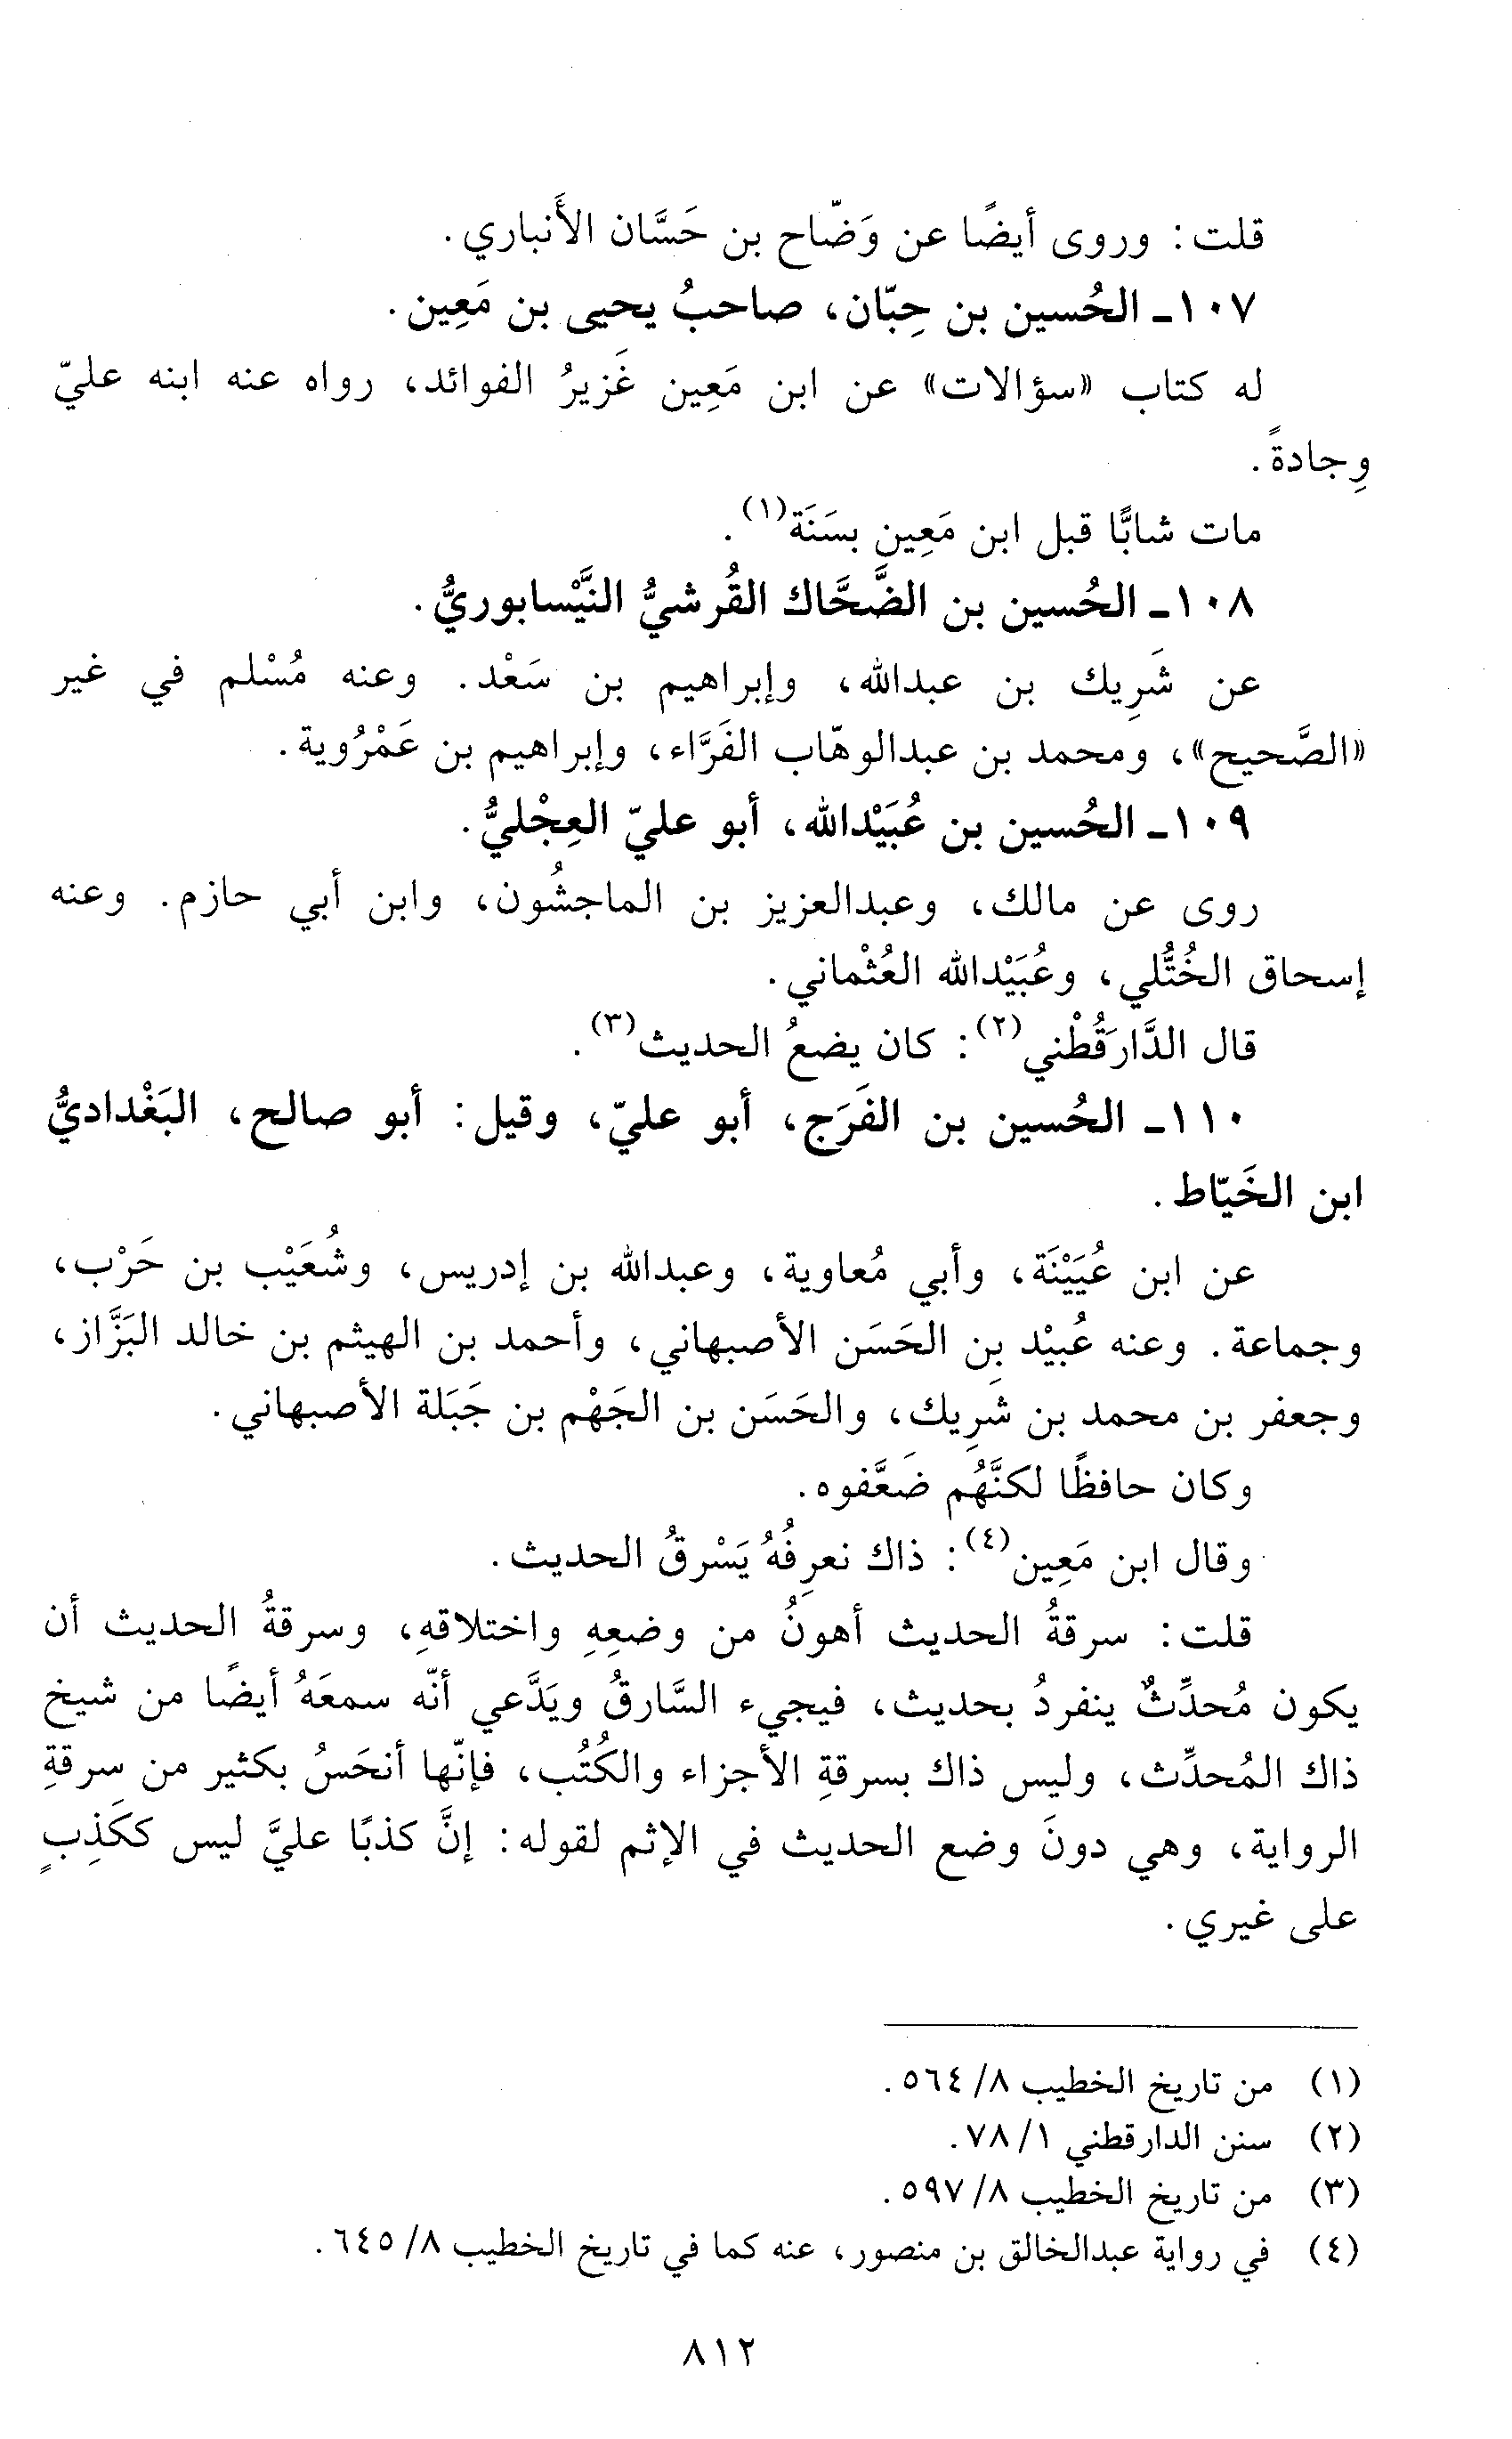 قلت: وروى أيضًا عن وَضّاح بن حَسَّان الأَنباري.
١٠٧ـ الحُسين بن حِبّان، صاحبُ يحيى بن مَعِين.
له كتاب «سؤالات» عن ابن مَعِين غَزيرُ الفوائد، رواه عنه ابنه عليّ
وِجادةً.
مات شابًّا قبل ابن مَعِين بسَنَة(١).
١٠٨ـ الحُسين بن الضَّحَّاك القُرشيُّ النَّيْسابوريُّ.
عن شَرِيك بن عبدالله، وإبراهيم بن سَعْد. وعنه مُسْلم في غير
«الصَّحيح»، ومحمد بن عبدالوهّاب الفَرَّاء، وإبراهيم بن عَمْرُوية.
١٠٩ـ الحُسين بن عُبَيْدالله، أبو عليّ العِجْليُّ.
روى عن مالك، وعبدالعزيز بن الماجشُون، وابن أبي حازم. وعنه
إسحاق الخُتُّلي، وعُبَيْدالله العُثْماني.
قال الدَّارَقُطْني(٢): كان يضعُ الحديث(٣).
١١٠ـ الحُسين بن الفَرَج، أبو عليّ، وقيل: أبو صالح، البَغْداديُّ
ابن الخَيّاط.
عن ابن عُيَيْنَة، وأبي مُعاوية، وعبدالله بن إدريس، وشُعَيْب بن حَرْب،
وجماعة. وعنه عُبيْد بن الحَسَن الأصبهاني، وأحمد بن الهيثم بن خالد البَزَّاز،
وجعفر بن محمد بن شَرِيك، والحَسَن بن الجَهْم بن جَبَلة الأصبهاني.
وكان حافظًا لكنَّهُم ضَعَّفوه.
وقال ابن مَعِين(٤): ذاك نعرِفُهُ يَسْرقُ الحديث.
قلت: سرقةُ الحديث أهونُ من وضعِهِ واختلاقهِ، وسرقةُ الحديث أن
يكون مُحدِّثٌ ينفردُ بحديث، فيجيء السَّارقُ ويَدَّعي أنّه سمعَهُ أيضًا من شيخ
ذاك المُحدِّث، وليس ذاك بسرقةِ الأجزاء والكُتُب، فإنّها أنحَسُ بكثير من سرقةِ
الرواية، وهي دونَ وضع الحديث في الإثم لقوله: إنَّ كذبًا عليَّ ليس ككَذِبٍ
على غيري.
(١) من تاريخ الخطيب ٨/ ٥٦٤.
(٢) سنن الدارقطني ١/ ٧٨.
(٣) من تاريخ الخطيب ٨/ ٥٩٧.
(٤) في رواية عبدالخالق بن منصور، عنه كما في تاريخ الخطيب ٨/ ٦٤٥.
٨١٢